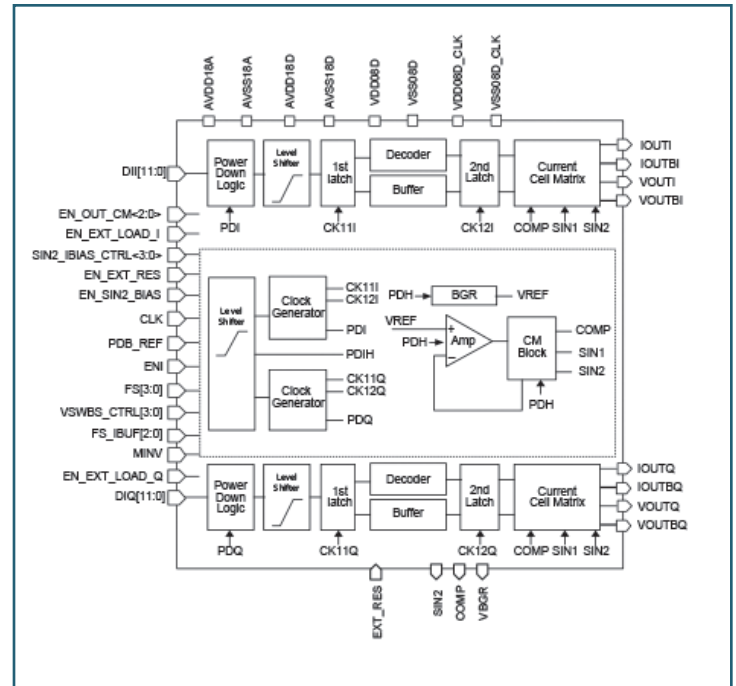 AVDD18A
AVSS18A
AVDD18D
AVSS18D
VDD08D
VSS08D
VDD08D_CLK
VSS08D_CLK
DII[11:0]
Power Down Logic
Level Shifter
1st latch
Decoder
Buffer
2nd Latch
Current Cell Matrix
IOUTI
IOUTBI
VOUTI
VOUTBI
PDI
CK11I
CK12I
COMP
SIN1
SIN2
EN_OUT_CM<2:0>
EN_EXT_LOAD_I
SIN2_IBIAS_CTRL<3:0>
EN_EXT_RES
EN_SIN2_BIAS
CLK
PDB_REF
ENI
FS[3:0]
VSWBS_CTRL[3:0]
FS_IBUF[2:0]
MINV
EN_EXT_LOAD_Q
DIQ[11:0]
Level Shifter
Clock Generator
CK11I
CK12I
PDI
PDIH
Clock Generator
CK11Q
CK12Q
PDQ
PDH
BGR
VREF
VREF
PDH
+
Amp
−
CM Block
COMP
SIN1
SIN2
PDH
Power Down Logic
Level Shifter
1st latch
Decoder
Buffer
2nd Latch
Current Cell Matrix
IOUTQ
IOUTBQ
VOUTQ
VOUTBQ
PDQ
CK11Q
CK12Q
COMP
SIN1
SIN2
EXT_RES
SIN2
COMP
VBGR